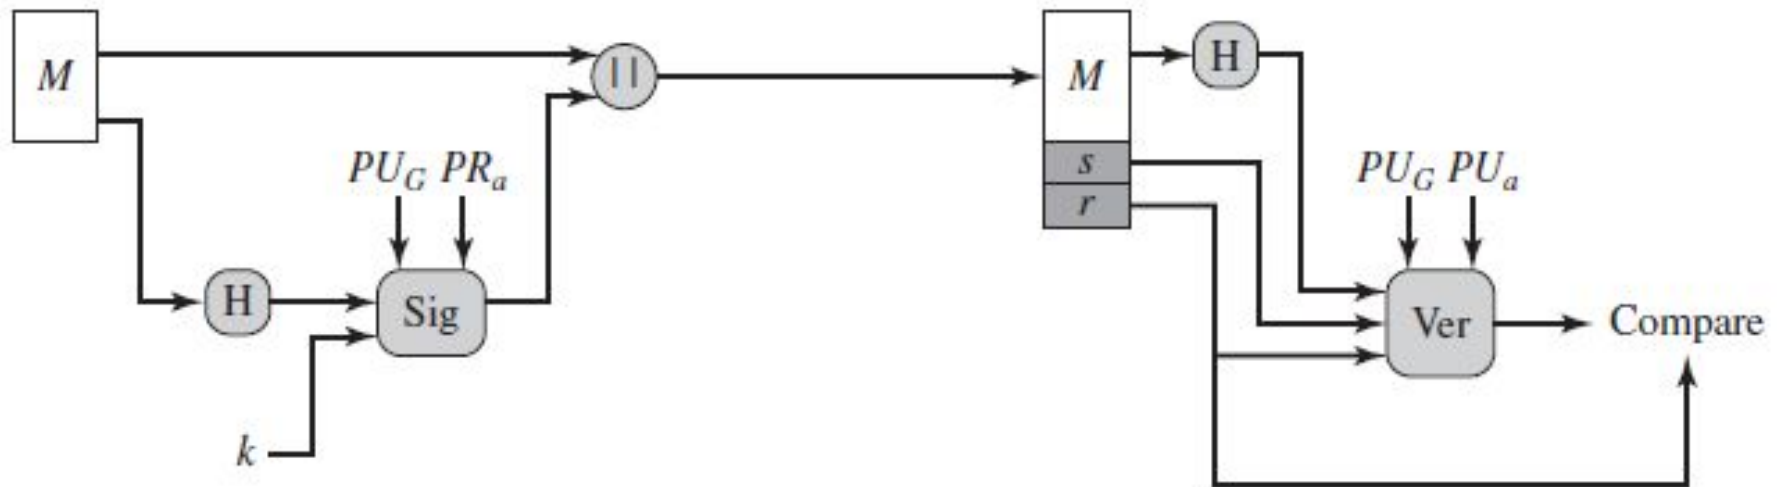 M
||
M
H
s
r
PU_G PR_a
PU_G PU_a
H
Sig
Ver
Compare
k